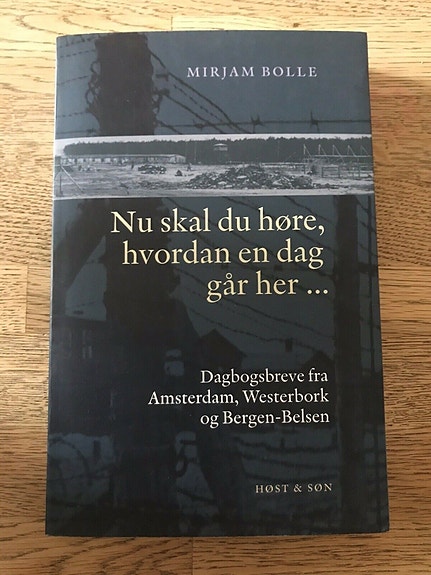 MIRJAM BOLLE
Nu skal du høre,
hvordan en dag
går her ...
Dagbogsbreve fra
Amsterdam, Westerbork
og Bergen-Belsen
HØST & SØN